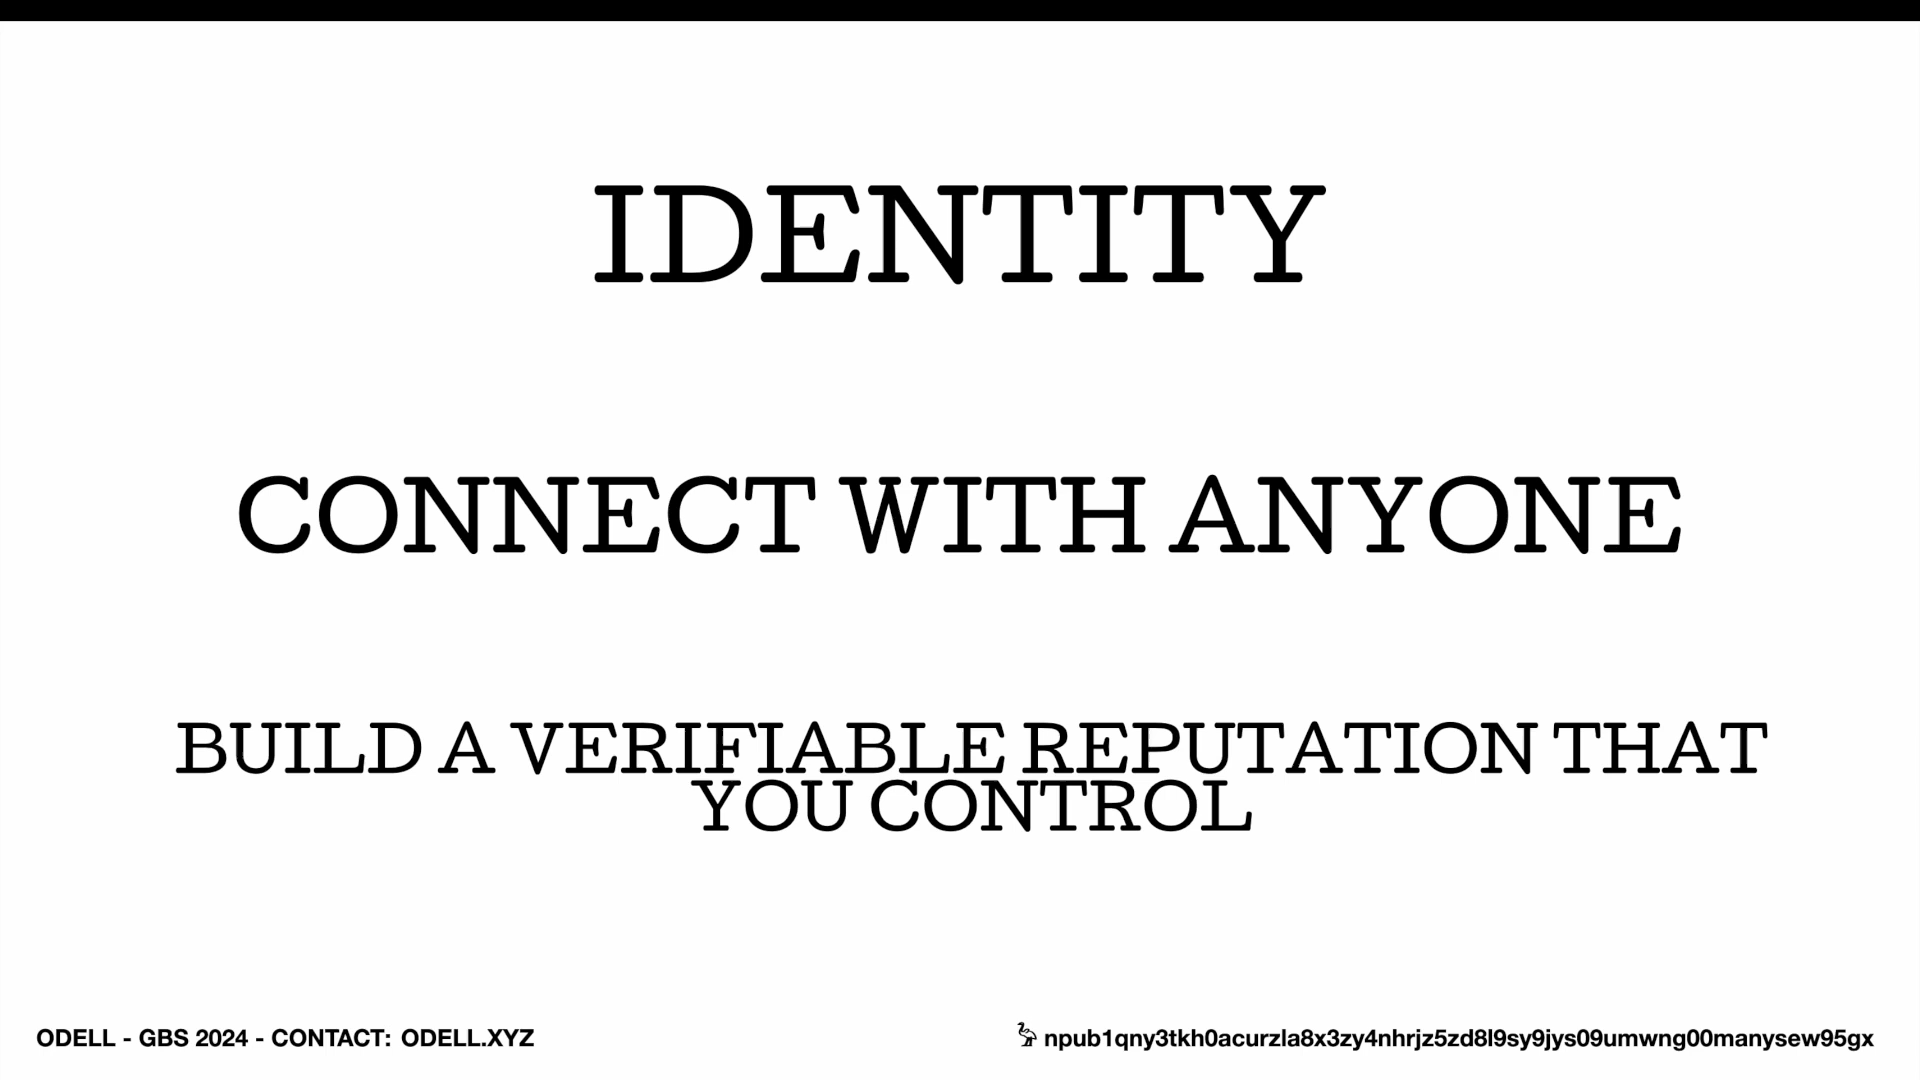 IDENTITY
CONNECT WITH ANYONE
BUILD A VERIFIABLE REPUTATION THAT
YOU CONTROL
ODELL - GBS 2024 - CONTACT: ODELL.XYZ
npub1qny3tkh0acurzla8x3zy4nhrjz5zd8l9sy9jys09umwng00manysew95gx